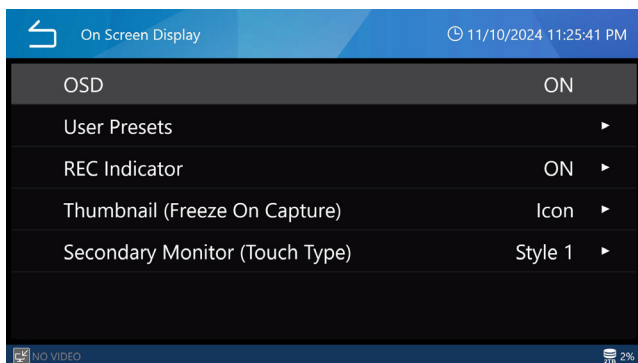 On Screen Display 11/10/2024 11:25:41 PM
OSD ON
User Presets
REC Indicator ON
Thumbnail (Freeze On Capture) Icon
Secondary Monitor (Touch Type) Style 1
NO VIDEO 2TB 2%